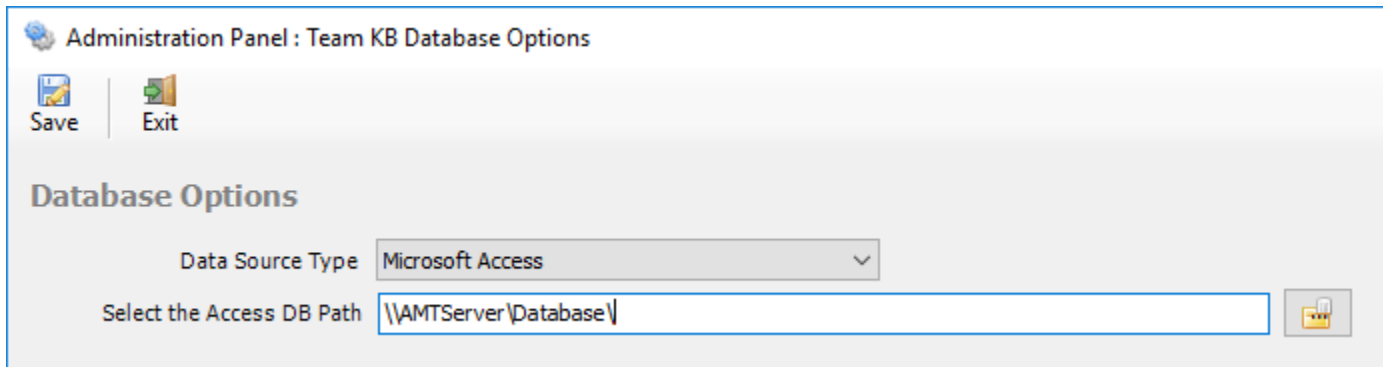 Administration Panel : Team KB Database Options
Save Exit
Database Options
Data Source Type Microsoft Access
Select the Access DB Path \\AMTServer\Database\